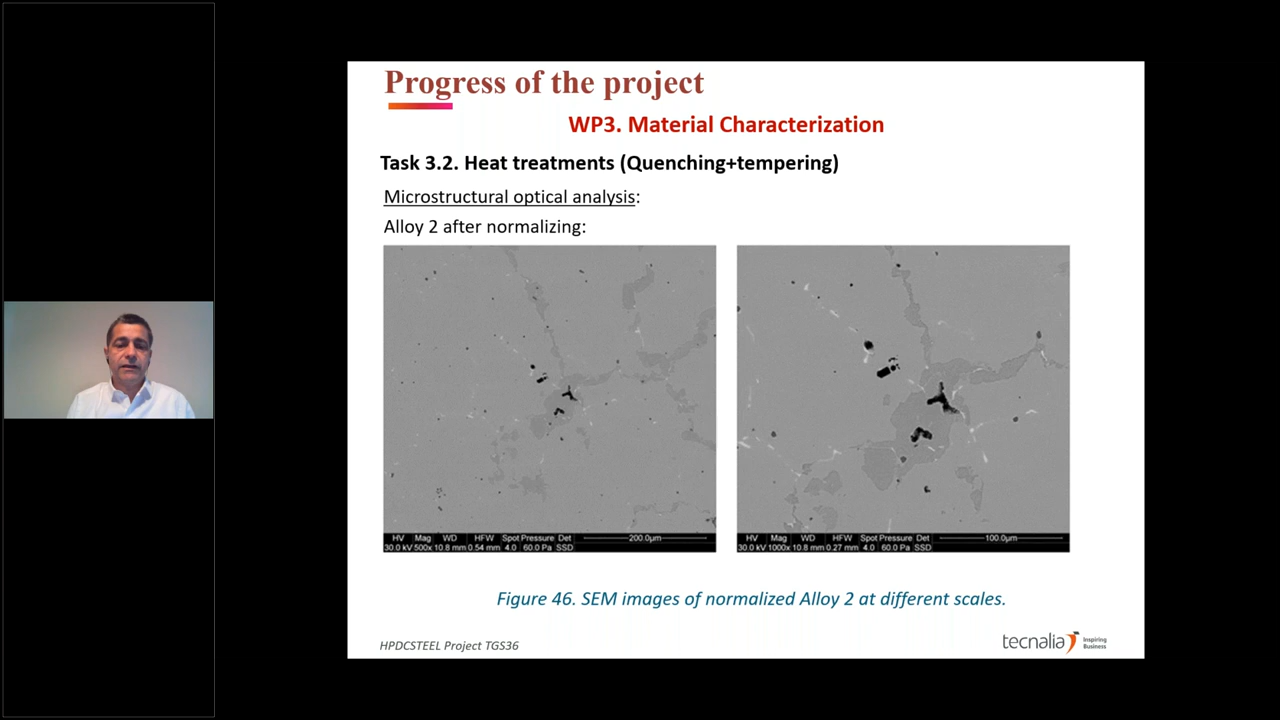 Progress of the project
WP3. Material Characterization
Task 3.2. Heat treatments (Quenching+tempering)
Microstructural optical analysis:
Alloy 2 after normalizing:
HV Mag WD HFW Spot Pressure Det 200.0µm
30.0 kV 500x 10.8 mm 0.54 mm 4.0 60.0 Pa SSD
HV Mag WD HFW Spot Pressure Det 100.0µm
30.0 kV 1000x 10.8 mm 0.27 mm 4.0 60.0 Pa SSD
Figure 46. SEM images of normalized Alloy 2 at different scales.
HPDCSTEEL Project TGS36
tecnalia Inspiring
Business